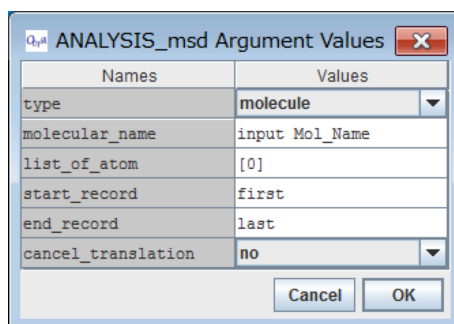 ANALYSIS_msd Argument Values
Names Values
type molecule
molecular_name input Mol_Name
list_of_atom [0]
start_record first
end_record last
cancel_translation no
Cancel OK